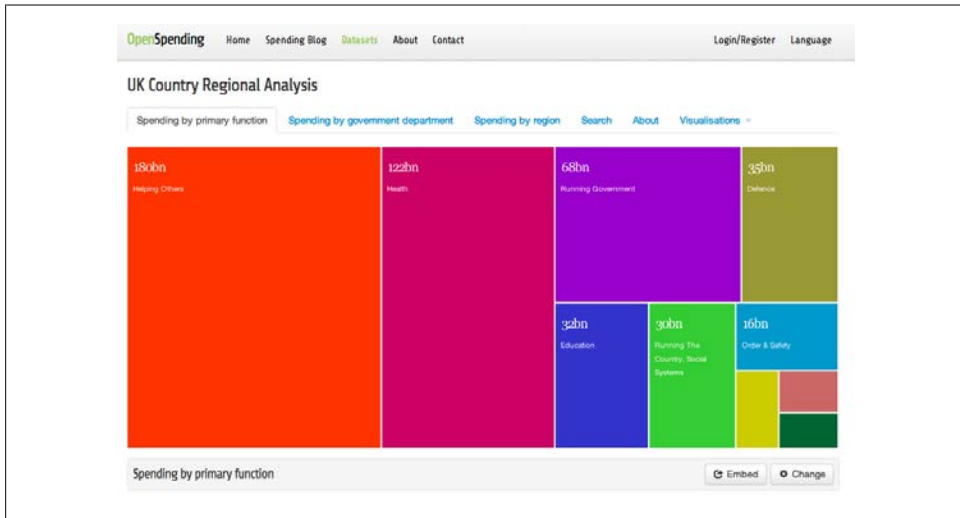 OpenSpending Home Spending Blog Datasets About Contact Login/Register Language
UK Country Regional Analysis
Spending by primary function Spending by government department Spending by region Search About Visualisations
180bn
Helping Others
122bn
Health
68bn
Running Government
35bn
Defence
32bn
Education
30bn
Running The
Country, Social
Systems
16bn
Order & Safety
Spending by primary function Embed Change